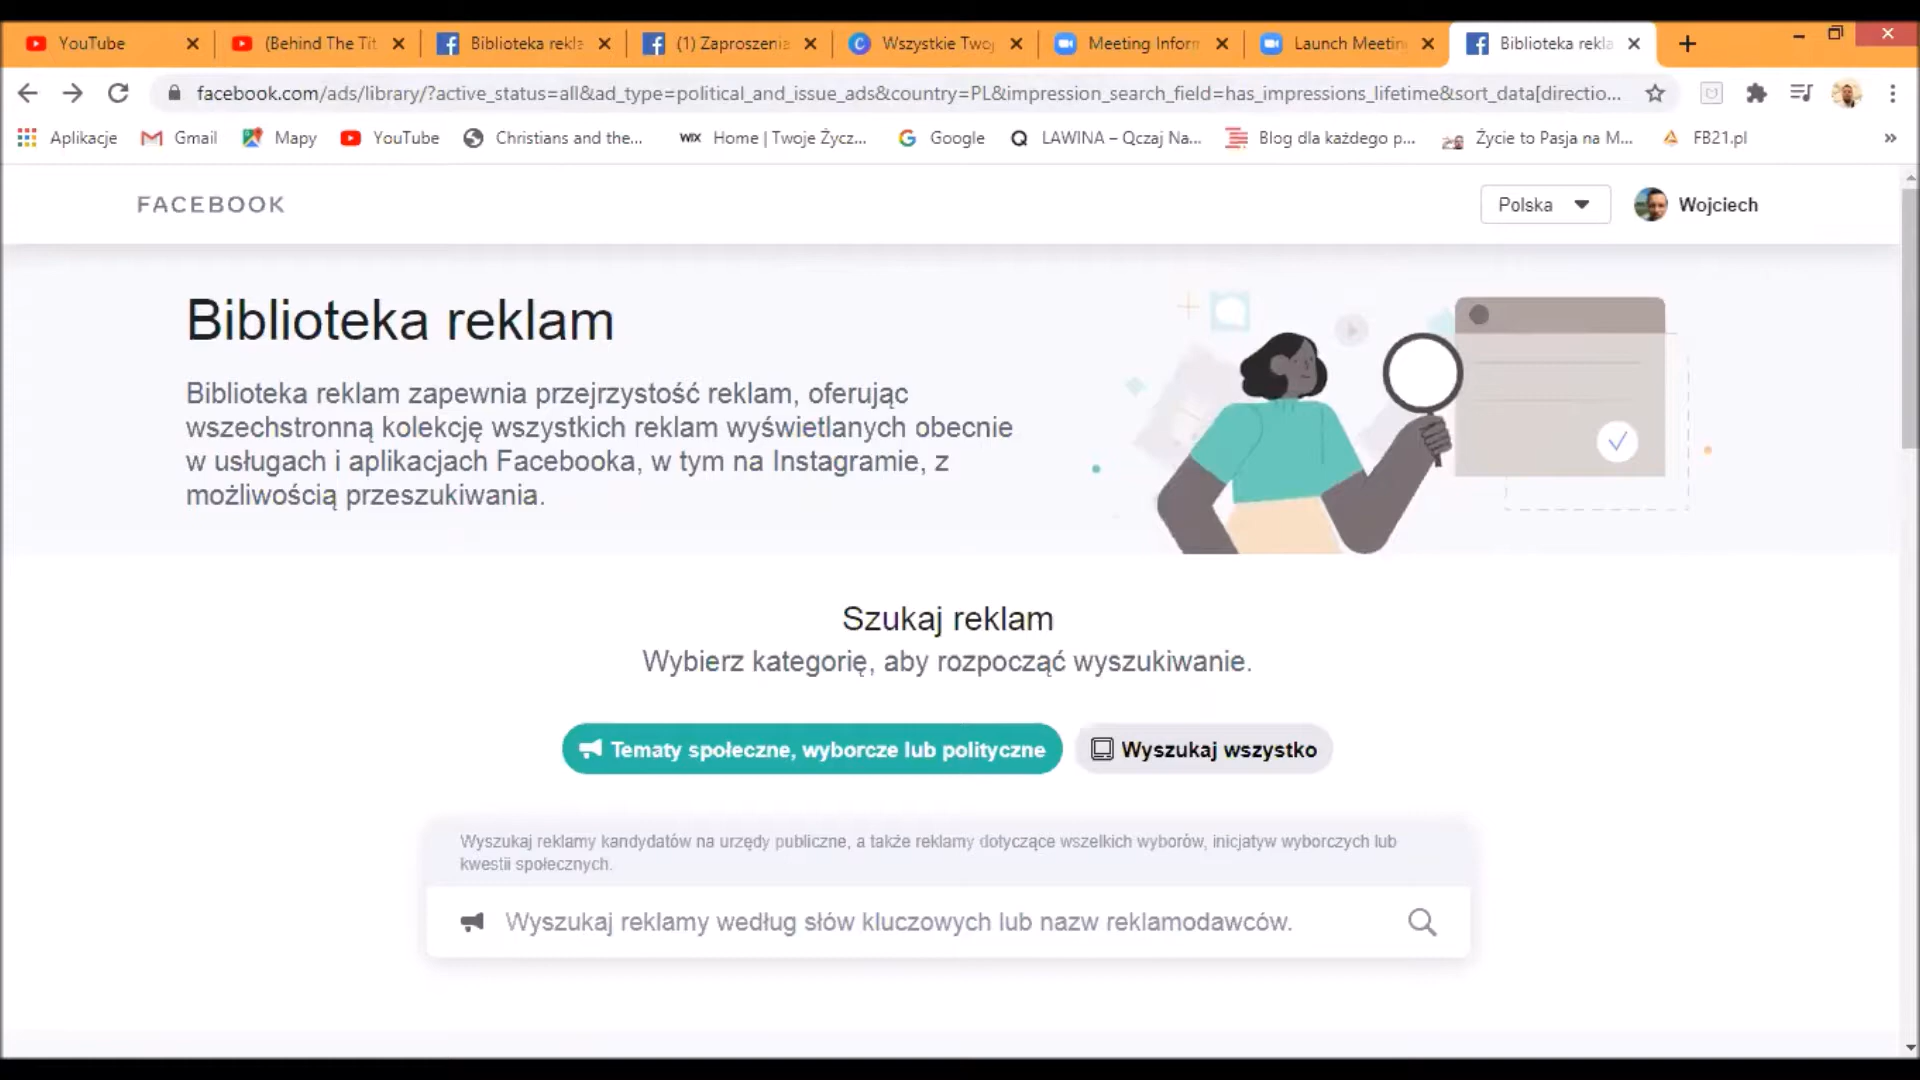 YouTube
(Behind The Tit
Biblioteka rekla
(1) Zaproszenia
Wszystkie Twoj
Meeting Inform
Launch Meetin
Biblioteka rekla
facebook.com/ads/library/?active_status=all&ad_type=political_and_issue_ads&country=PL&impression_search_field=has_impressions_lifetime&sort_data[directio...
Aplikacje
Gmail
Mapy
YouTube
Christians and the...
WIX Home | Twoje Życz...
Google
LAWINA – Qczaj Na...
Blog dla każdego p...
Życie to Pasja na M...
FB21.pl
»
FACEBOOK
Polska
Wojciech
Biblioteka reklam
Biblioteka reklam zapewnia przejrzystość reklam, oferując
wszechstronną kolekcję wszystkich reklam wyświetlanych obecnie
w usługach i aplikacjach Facebooka, w tym na Instagramie, z
możliwością przeszukiwania.
Szukaj reklam
Wybierz kategorię, aby rozpocząć wyszukiwanie.
Tematy społeczne, wyborcze lub polityczne
Wyszukaj wszystko
Wyszukaj reklamy kandydatów na urzędy publiczne, a także reklamy dotyczące wszelkich wyborów, inicjatyw wyborczych lub
kwestii społecznych.
Wyszukaj reklamy według słów kluczowych lub nazw reklamodawców.